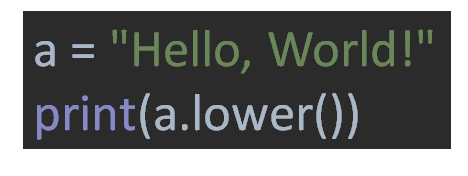 a = "Hello, World!"
print(a.lower())